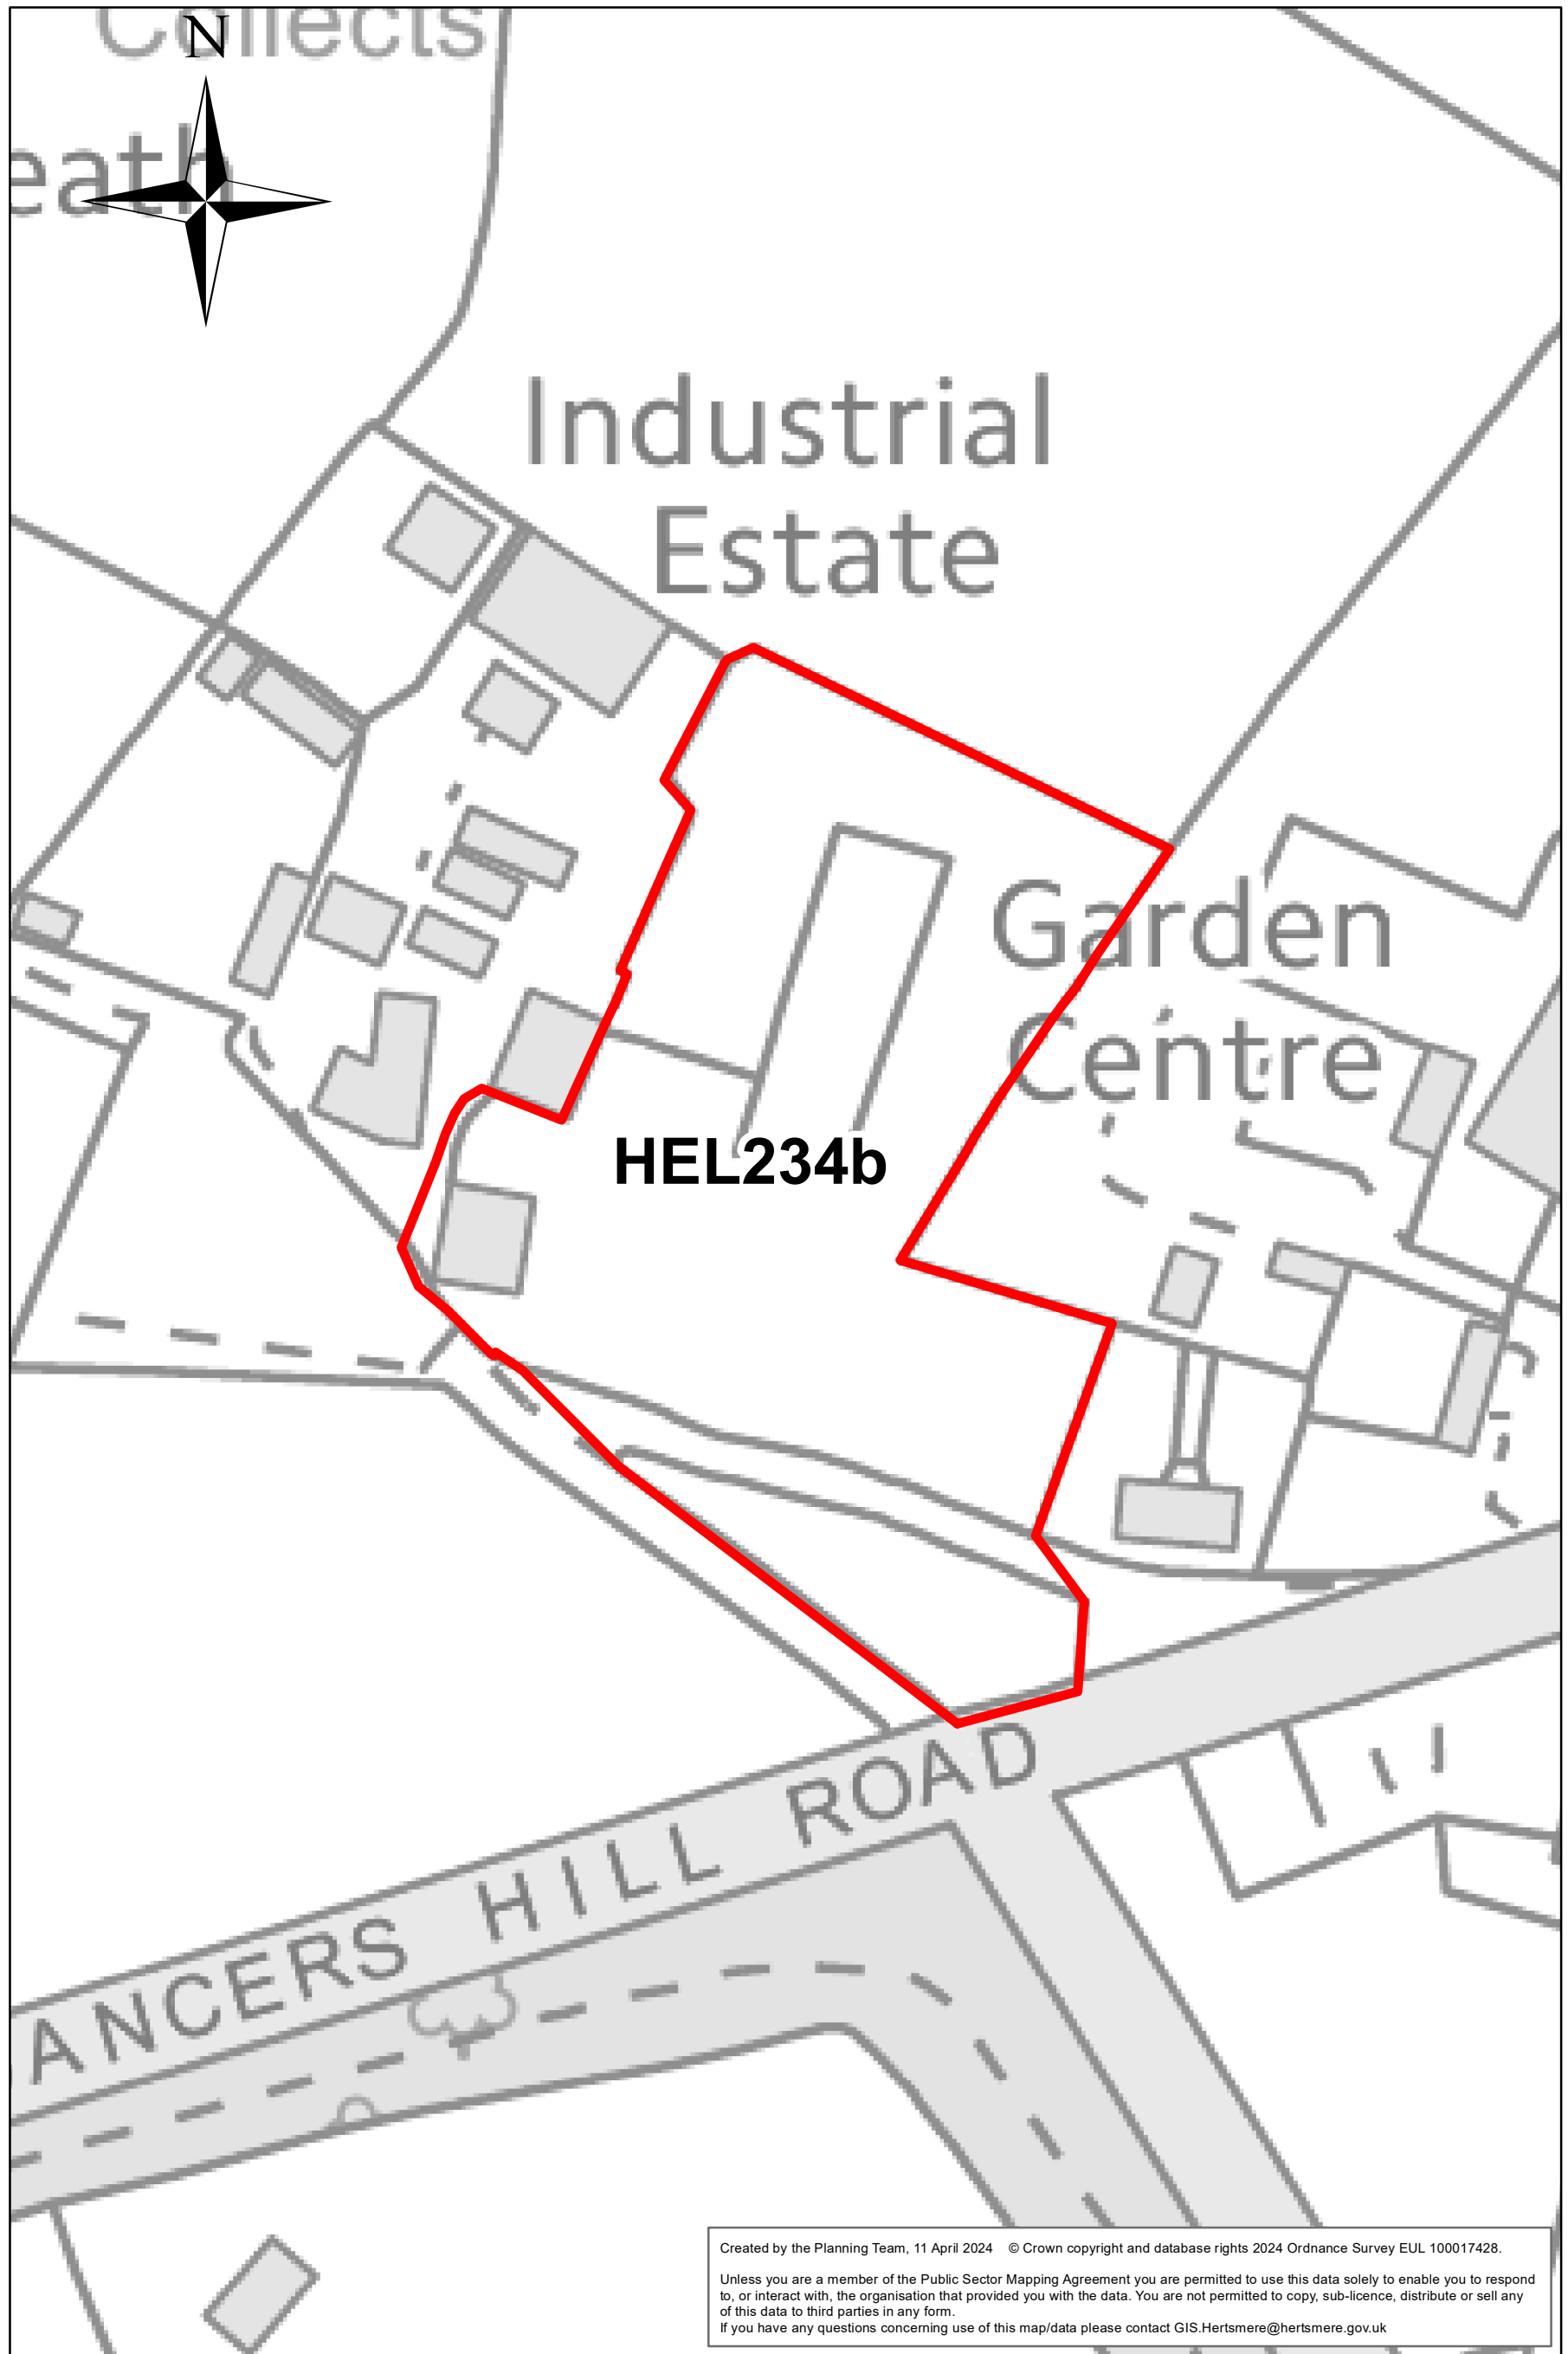 Collects
N
eath
Industrial
Estate
Garden
Centre
HEL234b
ANCERS HILL ROAD
Created by the Planning Team, 11 April 2024 © Crown copyright and database rights 2024 Ordnance Survey EUL 100017428.
Unless you are a member of the Public Sector Mapping Agreement you are permitted to use this data solely to enable you to respond
to, or interact with, the organisation that provided you with the data. You are not permitted to copy, sub-licence, distribute or sell any
of this data to third parties in any form.
If you have any questions concerning use of this map/data please contact GIS.Hertsmere@hertsmere.gov.uk